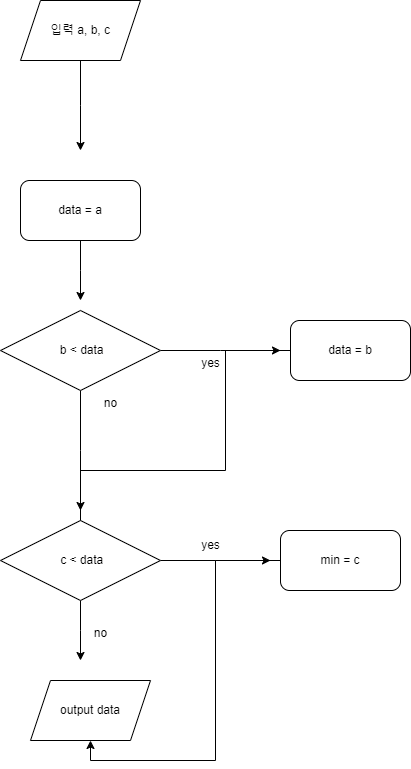 입력 a, b, c
data = a
b < data
yes
data = b
no
c < data
yes
min = c
no
output data